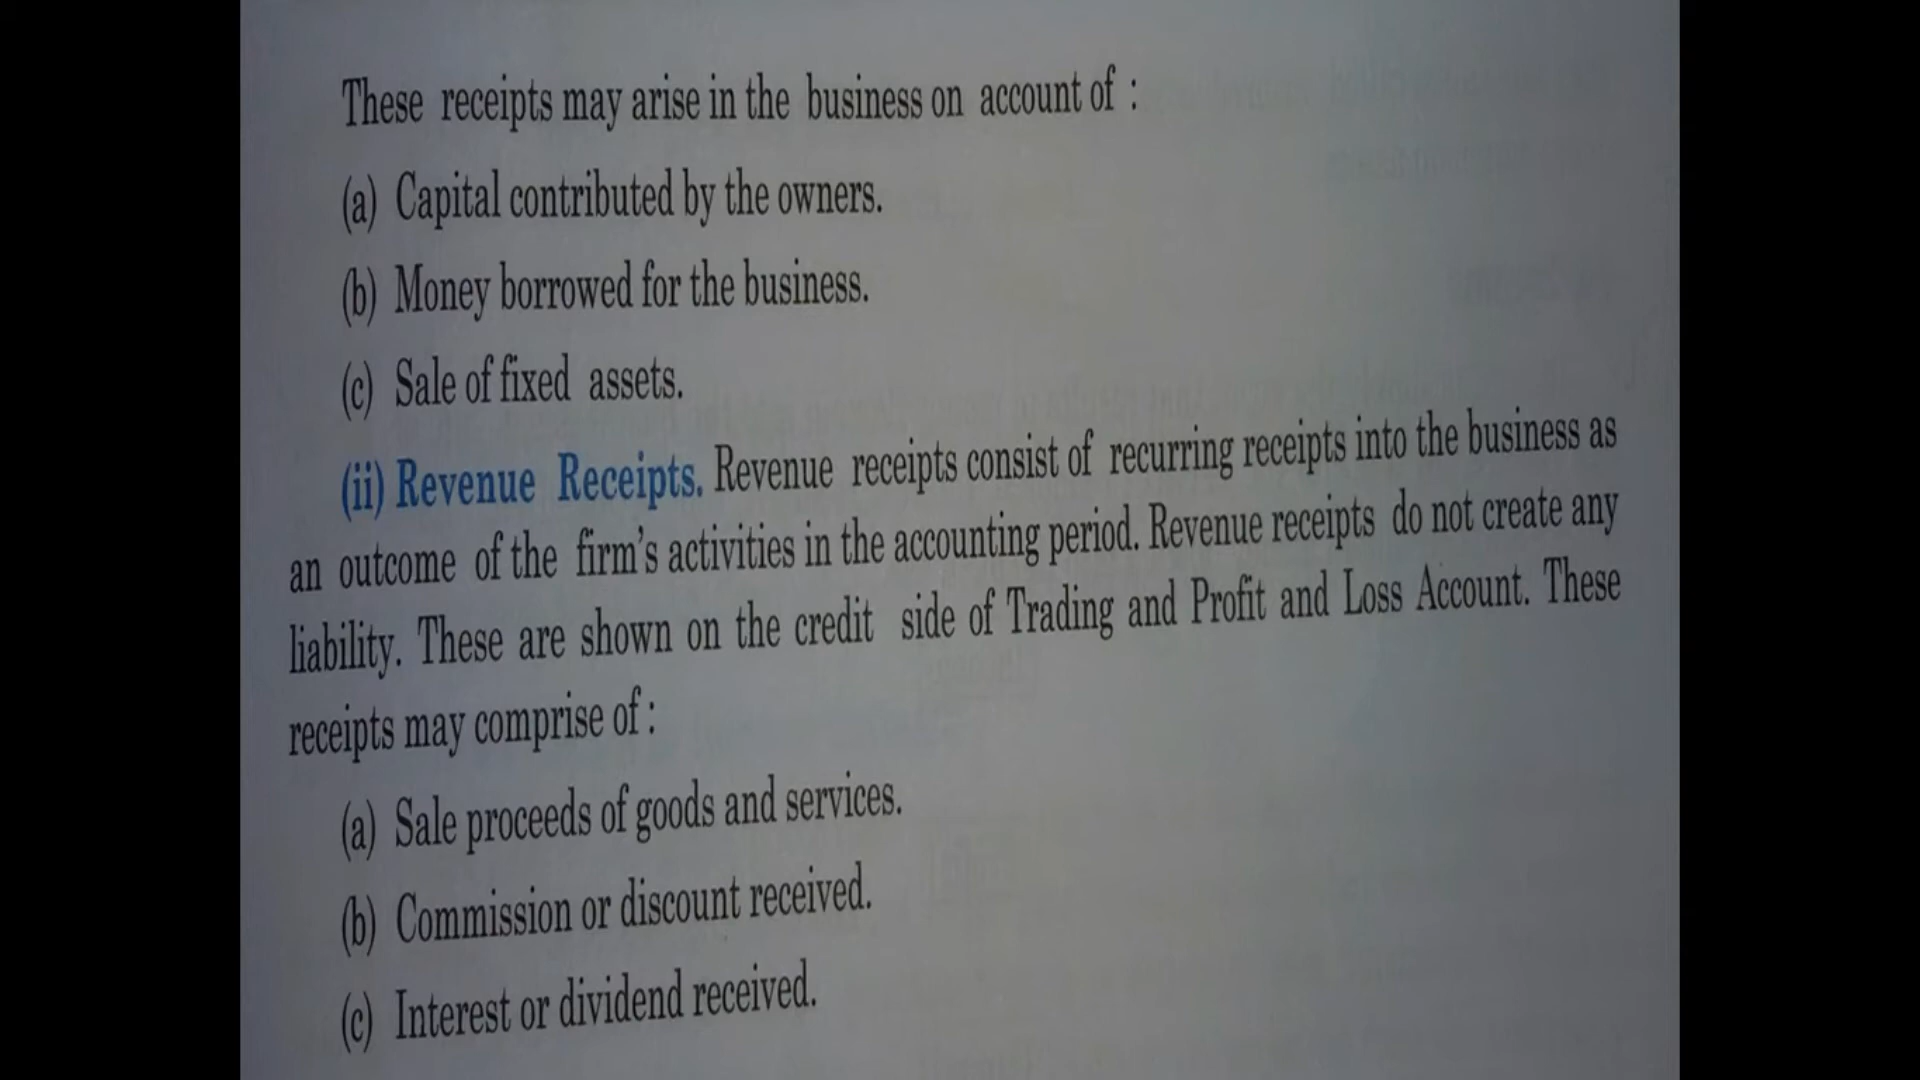 These receipts may arise in the business on account of :
(a) Capital contributed by the owners.
(b) Money borrowed for the business.
(c) Sale of fixed assets.
(ii) Revenue Receipts. Revenue receipts consist of recurring receipts into the business as
an outcome of the firm's activities in the accounting period. Revenue receipts do not create any
liability. These are shown on the credit side of Trading and Profit and Loss Account. These
receipts may comprise of :
(a) Sale proceeds of goods and services.
(b) Commission or discount received.
(c) Interest or dividend received.